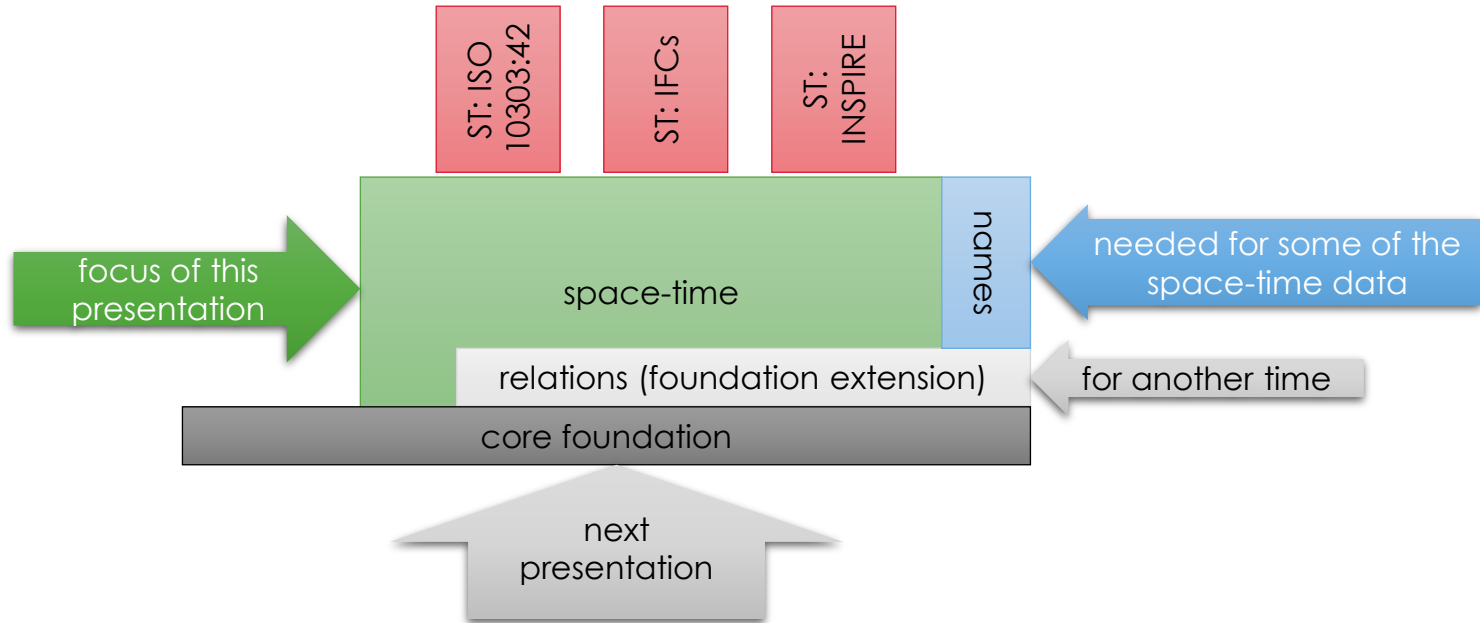 ST: ISO
10303:42
ST: IFCs
ST:
INSPIRE
focus of this
presentation
space-time
names
needed for some of the
space-time data
relations (foundation extension)
for another time
core foundation
next
presentation